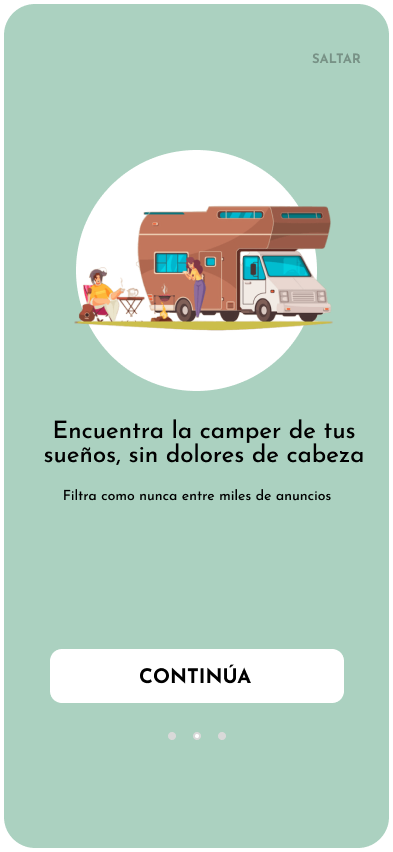 SALTAR
Encuentra la camper de tus
sueños, sin dolores de cabeza
Filtra como nunca entre miles de anuncios
CONTINÚA